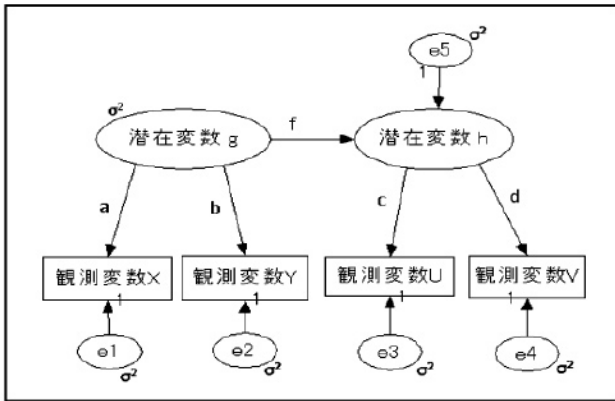 e5 σ²
1
σ²
潜在変数 g
f
潜在変数 h
a
b
c
d
観測変数X
観測変数Y
観測変数U
観測変数V
1
1
1
1
e1 σ²
e2 σ²
e3 σ²
e4 σ²